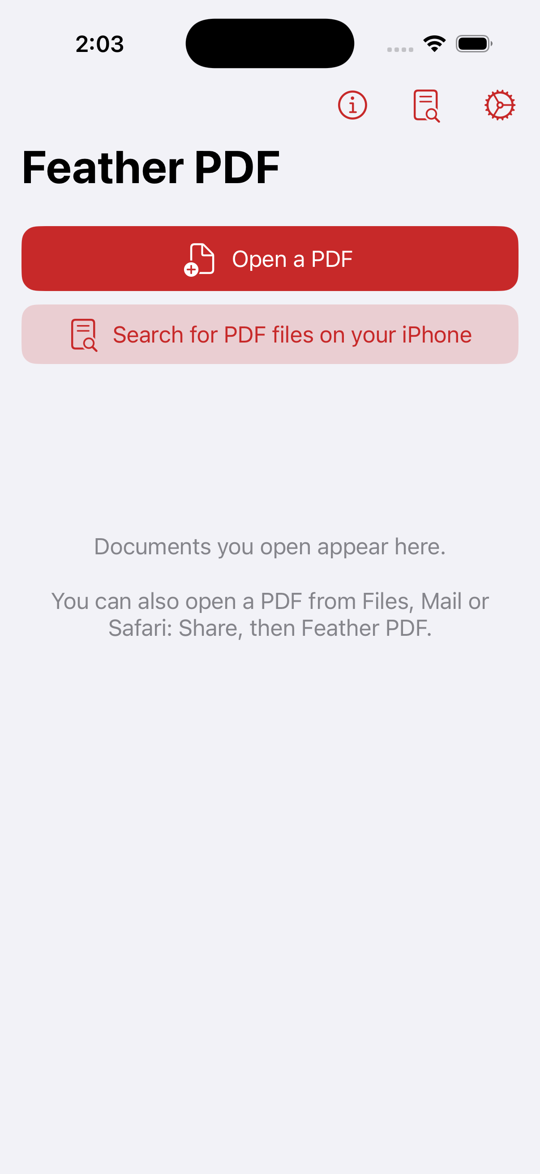 2:03
Feather PDF
Open a PDF
Search for PDF files on your iPhone
Documents you open appear here.
You can also open a PDF from Files, Mail or
Safari: Share, then Feather PDF.